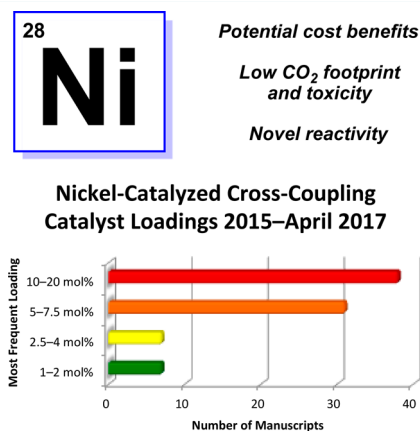 28
Ni
Potential cost benefits
Low CO₂ footprint
and toxicity
Novel reactivity
Nickel-Catalyzed Cross-Coupling
Catalyst Loadings 2015–April 2017
Most Frequent Loading
10–20 mol%
5–7.5 mol%
2.5–4 mol%
1–2 mol%
0 10 20 30 40
Number of Manuscripts